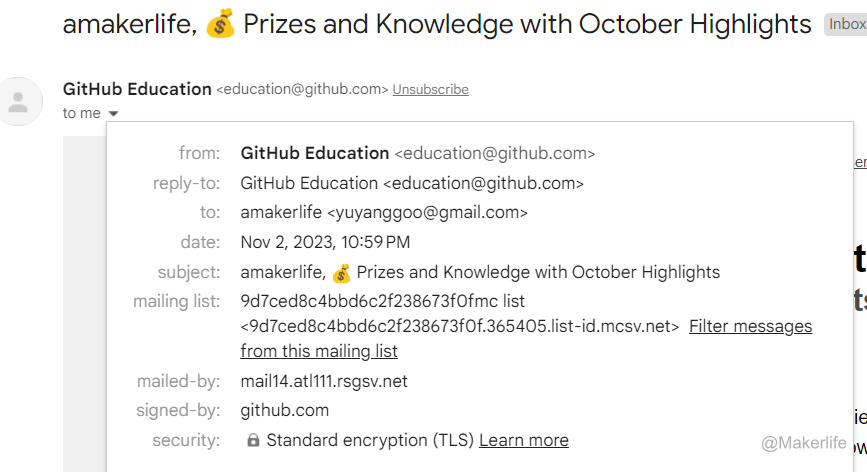 amakerlife, 💰 Prizes and Knowledge with October Highlights Inbox
GitHub Education <education@github.com> Unsubscribe
to me
from: GitHub Education <education@github.com>
reply-to: GitHub Education <education@github.com>
to: amakerlife <yuyanggoo@gmail.com>
date: Nov 2, 2023, 10:59 PM
subject: amakerlife, 💰 Prizes and Knowledge with October Highlights
mailing list: 9d7ced8c4bbd6c2f238673f0fmc list
<9d7ced8c4bbd6c2f238673f0f.365405.list-id.mcsv.net> Filter messages
from this mailing list
mailed-by: mail14.atl111.rsgsv.net
signed-by: github.com
security: Standard encryption (TLS) Learn more
@Makerlife